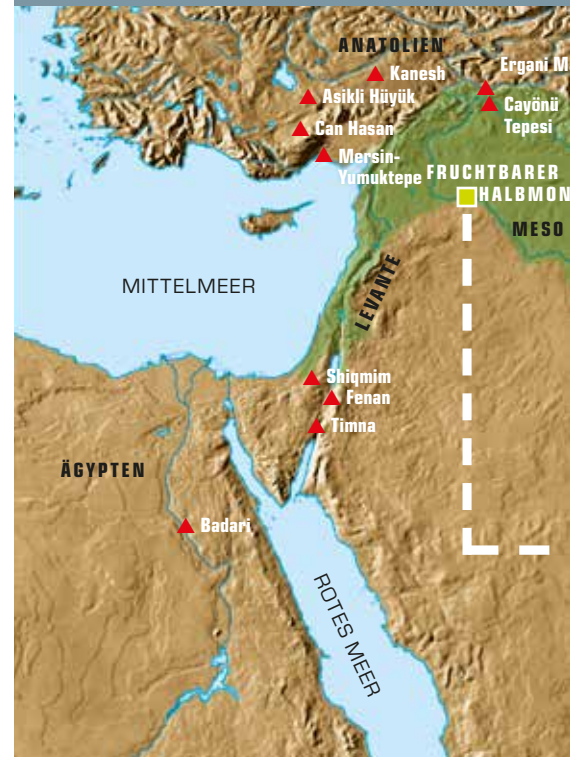 ANATOLIEN
Kanesh
Ergani M
Asikli Hüyük
Cayönü
Tepesi
Can Hasan
Mersin-
Yumuktepe
FRUCHTBARER
HALBMON
MESO
MITTELMEER
LEVANTE
Shiqmim
Fenan
Timna
ÄGYPTEN
Badari
ROTES MEER